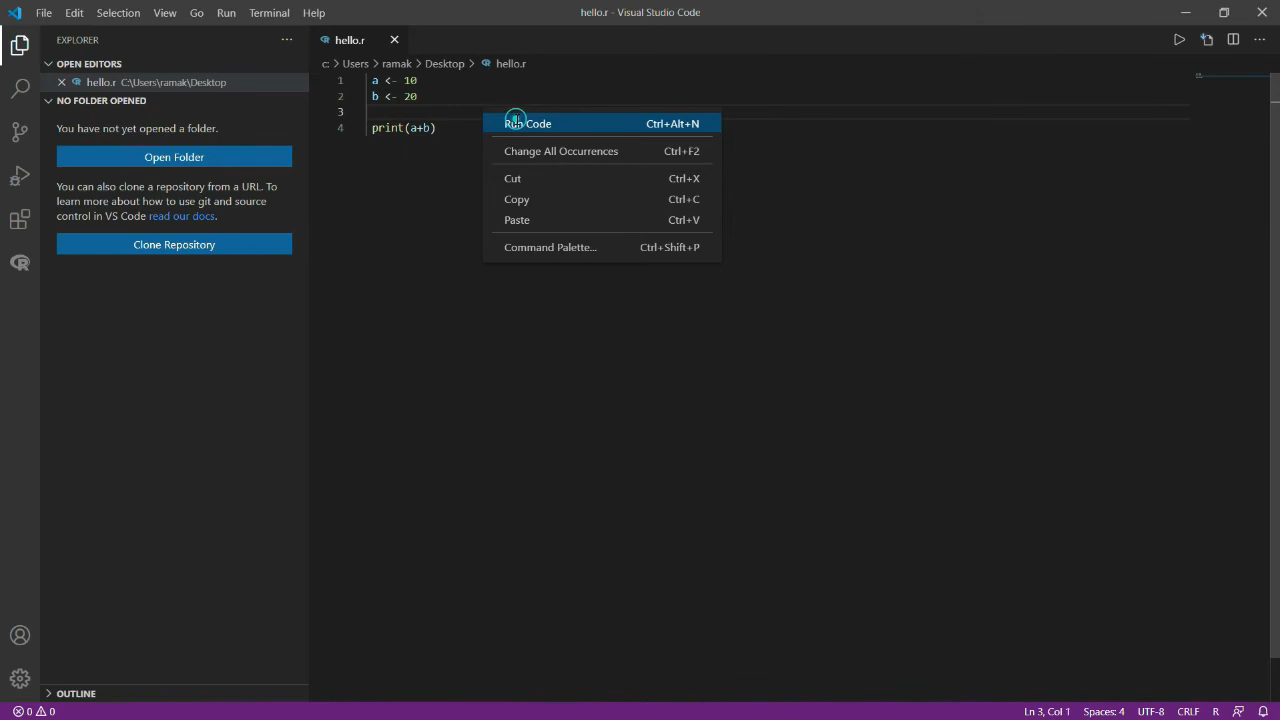 File Edit Selection View Go Run Terminal Help
hello.r - Visual Studio Code
EXPLORER
OPEN EDITORS
hello.r C:\Users\ramak\Desktop
NO FOLDER OPENED
You have not yet opened a folder.
Open Folder
You can also clone a repository from a URL. To
learn more about how to use git and source
control in VS Code read our docs.
Clone Repository
OUTLINE
hello.r
c: > Users > ramak > Desktop > hello.r
1 a <- 10
2 b <- 20
3
4 print(a+b)
Run Code Ctrl+Alt+N
Change All Occurrences Ctrl+F2
Cut Ctrl+X
Copy Ctrl+C
Paste Ctrl+V
Command Palette... Ctrl+Shift+P
0 0
Ln 3, Col 1 Spaces: 4 UTF-8 CRLF R